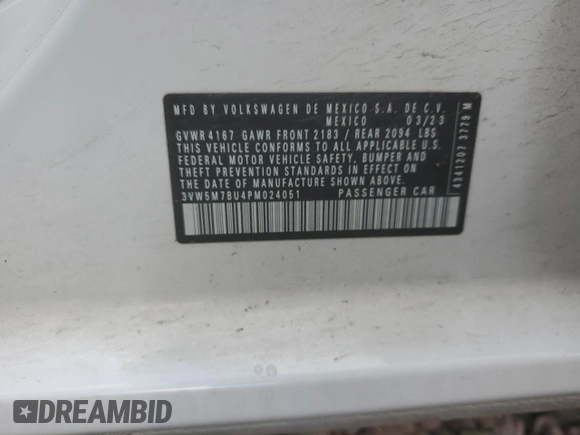 MFD BY VOLKSWAGEN DE MEXICO S.A. DE C.V.
MEXICO 03/23
GVWR 4167 GAWR FRONT 2183 / REAR 2094 LBS
THIS VEHICLE CONFORMS TO ALL APPLICABLE U.S.
FEDERAL MOTOR VEHICLE SAFETY, BUMPER AND
THEFT PREVENTION STANDARDS IN EFFECT ON
THE DATE OF MANUFACTURE SHOWN ABOVE.
3VW5M7BU4PM024051 PASSENGER CAR
4341207 3779 M
DREAMBID